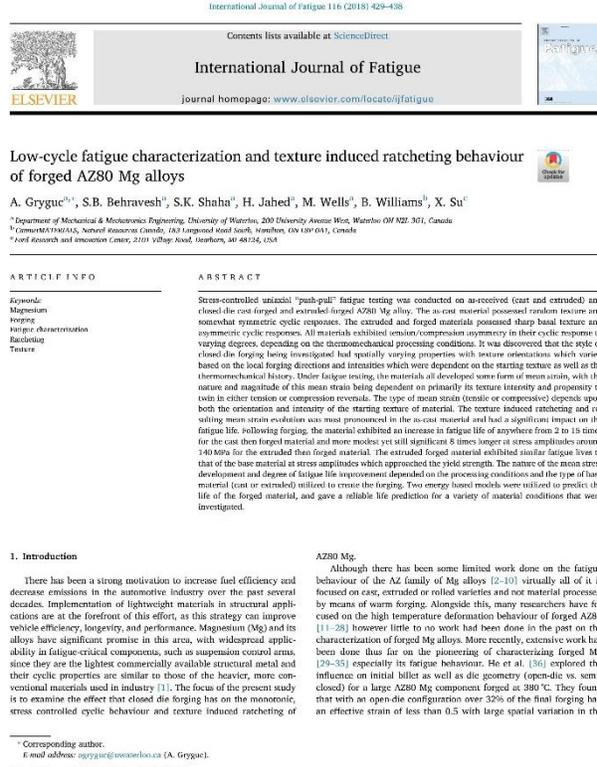 International Journal of Fatigue 116 (2018) 429–438
Contents lists available at ScienceDirect
International Journal of Fatigue
journal homepage: www.elsevier.com/locate/ijfatigue
ELSEVIER
Fatigue
Check for
updates
Low-cycle fatigue characterization and texture induced ratcheting behaviour
of forged AZ80 Mg alloys
A. Gryguc^a,*, S.B. Behravesh^a, S.K. Shaha^a, H. Jahed^a, M. Wells^a, B. Williams^b, X. Su^c
^a Department of Mechanical & Mechatronics Engineering, University of Waterloo, 200 University Avenue West, Waterloo ON N2L 3G1, Canada
^b CanmetMATERIALS, Natural Resources Canada, 183 Longwood Road South, Hamilton, ON L8P 0A1, Canada
^c Ford Research and Innovation Center, 2101 Village Road, Dearborn, MI 48124, USA
ARTICLE INFO
Keywords:
Magnesium
Forging
Fatigue characterization
Ratcheting
Texture
ABSTRACT
Stress-controlled uniaxial "push-pull" fatigue testing was conducted on as-received (cast and extruded) an
closed-die cast forged and extruded-forged AZ80 Mg alloy. The as-cast material possessed random texture an
somewhat symmetric cyclic responses. The extruded and forged materials possessed sharp basal texture an
asymmetric cyclic responses. All materials exhibited tension/compression asymmetry in their cyclic response t
varying degrees, depending on the thermomechanical processing conditions. It was discovered that the style o
closed die forging being investigated had spatially varying properties with texture orientations which varie
based on the local forging directions and intensities which were dependent on the starting texture as well as th
thermomechanical history. Under fatigue testing, the materials all developed some form of mean strain, with th
nature and magnitude of this mean strain being dependent on primarily its texture intensity and propensity t
twin in either tension or compression reversals. The type of mean strain (tensile or compressive) depends upo
both the orientation and intensity of the starting texture of material. The texture induced ratcheting and re
sulting mean strain evolution was most pronounced in the as-cast material and had a significant impact on th
fatigue life. Following forging, the material exhibited an increase in fatigue life of anywhere from 2 to 15 time
for the cast then forged material and more modest yet still significant 8 times longer at stress amplitudes aroun
140 MPa for the extruded then forged material. The extruded forged material exhibited similar fatigue lives t
that of the base material at stress amplitudes which approached the yield strength. The nature of the mean stres
development and degree of fatigue life improvement depended on the processing conditions and the type of bas
material (cast or extruded) utilized to create the forging. Two energy based models were utilized to predict th
life of the forged material, and gave a reliable life prediction for a variety of material conditions that wer
investigated.
1. Introduction
There has been a strong motivation to increase fuel efficiency and
decrease emissions in the automotive industry over the past several
decades. Implementation of lightweight materials in structural appli-
cations are at the forefront of this effort, as this strategy can improve
vehicle efficiency, longevity, and performance. Magnesium (Mg) and its
alloys have significant promise in this area, with widespread applic-
ability in fatigue-critical components, such as suspension control arms,
since they are the lightest commercially available structural metal and
their cyclic properties are similar to those of the heavier, more con-
ventional materials used in industry [1]. The focus of the present study
is to examine the effect that closed die forging has on the monotonic,
stress controlled cyclic behaviour and texture induced ratcheting of
AZ80 Mg.
Although there has been some limited work done on the fatigu
behaviour of the AZ family of Mg alloys [2–10] virtually all of it i
focused on cast, extruded or rolled varieties and not material processe
by means of warm forging. Alongside this, many researchers have fo
cused on the high temperature deformation behaviour of forged AZ8
[11–28] however little to no work had been done in the past on th
characterization of forged Mg alloys. More recently, extensive work ha
been done thus far on the pioneering of characterizing forged M
[29–35] especially its fatigue behaviour. He et al. [36] explored th
influence on initial billet as well as die geometry (open-die vs. sem
closed) for a large AZ80 Mg component forged at 380 °C. They foun
that with an open-die configuration over 32% of the final forging ha
an effective strain of less than 0.5 with large spatial variation in th
* Corresponding author.
E-mail address: agryguc@uwaterloo.ca (A. Gryguc).